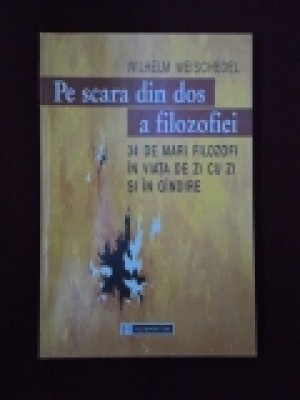 WILHELM WEISCHEDEL
Pe scara din dos
a filozofiei
34 DE MARI FILOZOFI
ÎN VIAȚA DE ZI CU ZI
ȘI ÎN GÎNDIRE
HUMANITAS